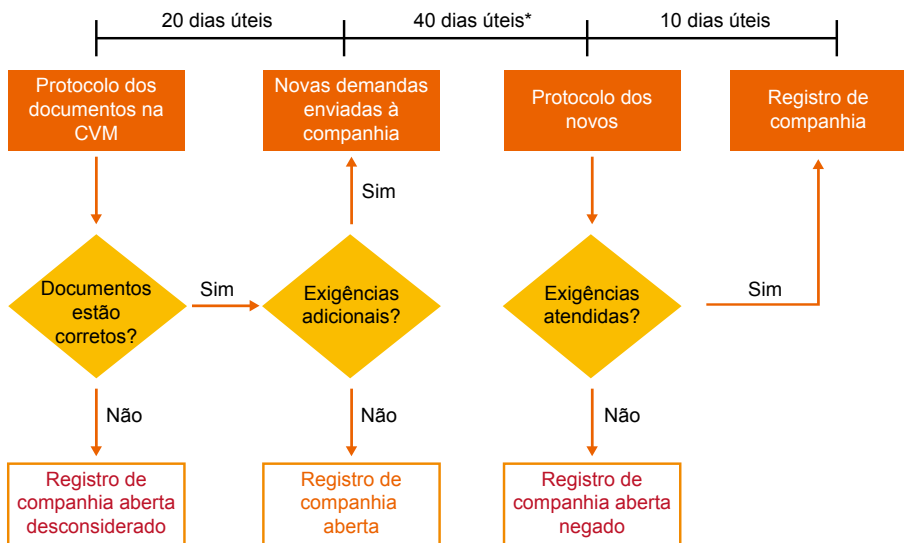 20 dias úteis
40 dias úteis*
10 dias úteis
Protocolo dos
documentos na
CVM
Novas demandas
enviadas à
companhia
Protocolo dos
novos
Registro de
companhia
Sim
Documentos
estão
corretos?
Sim
Exigências
adicionais?
Exigências
atendidas?
Sim
Não
Não
Não
Registro de
companhia aberta
desconsiderado
Registro de
companhia
aberta
Registro de
companhia aberta
negado